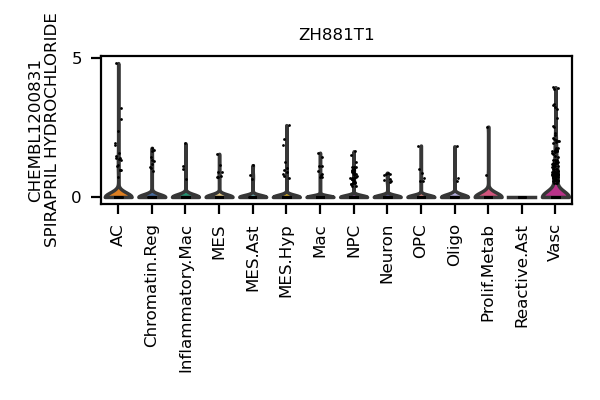 ZH881T1
CHEMBL1200831
SPIRAPRIL HYDROCHLORIDE
5
0
AC
Chromatin.Reg
Inflammatory.Mac
MES
MES.Ast
MES.Hyp
Mac
NPC
Neuron
OPC
Oligo
Prolif.Metab
Reactive.Ast
Vasc